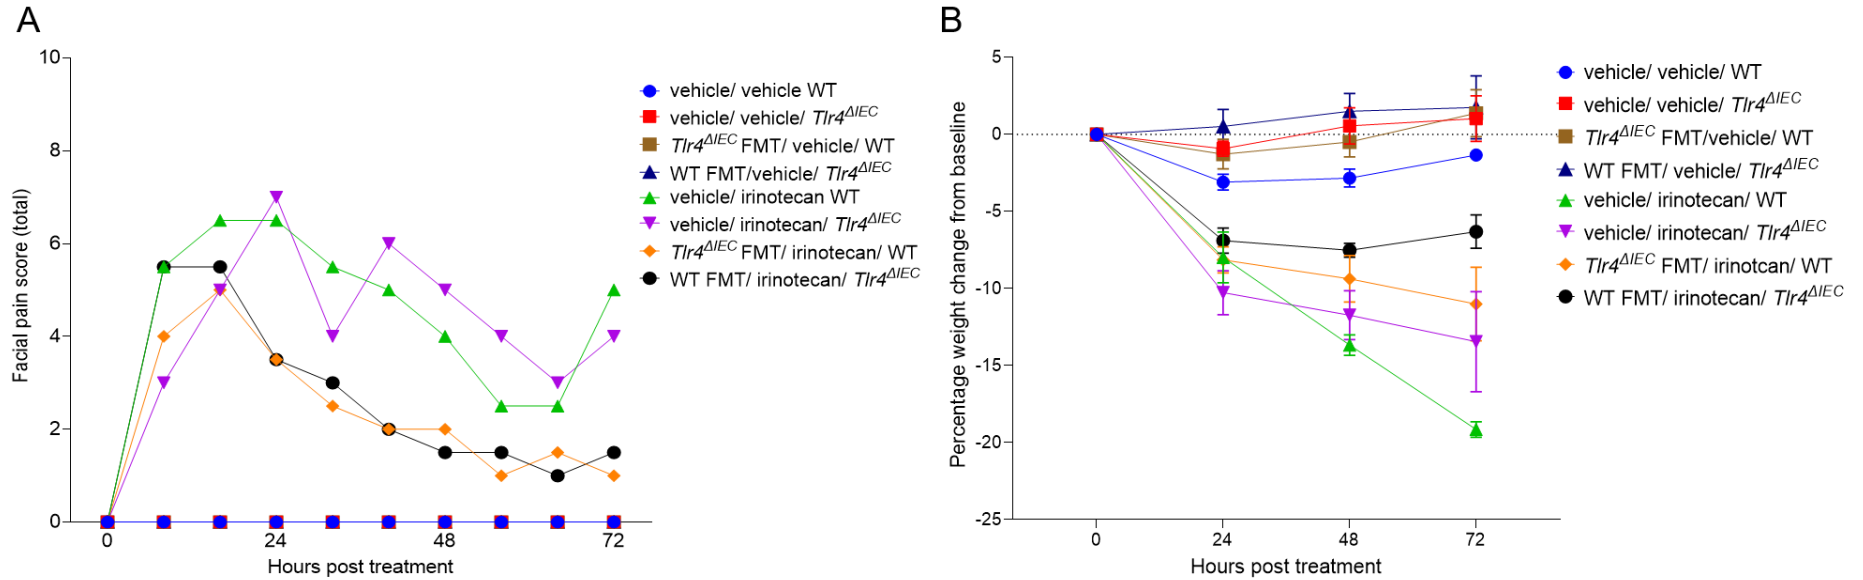 A
10
8
6
4
2
0
Facial pain score (total)
0
24
48
72
Hours post treatment
vehicle/ vehicle WT
vehicle/ vehicle/ Tlr4ΔIEC
Tlr4ΔIEC FMT/ vehicle/ WT
WT FMT/vehicle/ Tlr4ΔIEC
vehicle/ irinotecan WT
vehicle/ irinotecan/ Tlr4ΔIEC
Tlr4ΔIEC FMT/ irinotecan/ WT
WT FMT/ irinotecan/ Tlr4ΔIEC
B
5
0
-5
-10
-15
-20
-25
Percentage weight change from baseline
0
24
48
72
Hours post treatment
vehicle/ vehicle/ WT
vehicle/ vehicle/ Tlr4ΔIEC
Tlr4ΔIEC FMT/vehicle/ WT
WT FMT/ vehicle/ Tlr4ΔIEC
vehicle/ irinotecan/ WT
vehicle/ irinotecan/ Tlr4ΔIEC
Tlr4ΔIEC FMT/ irinotcan/ WT
WT FMT/ irinotecan/ Tlr4ΔIEC